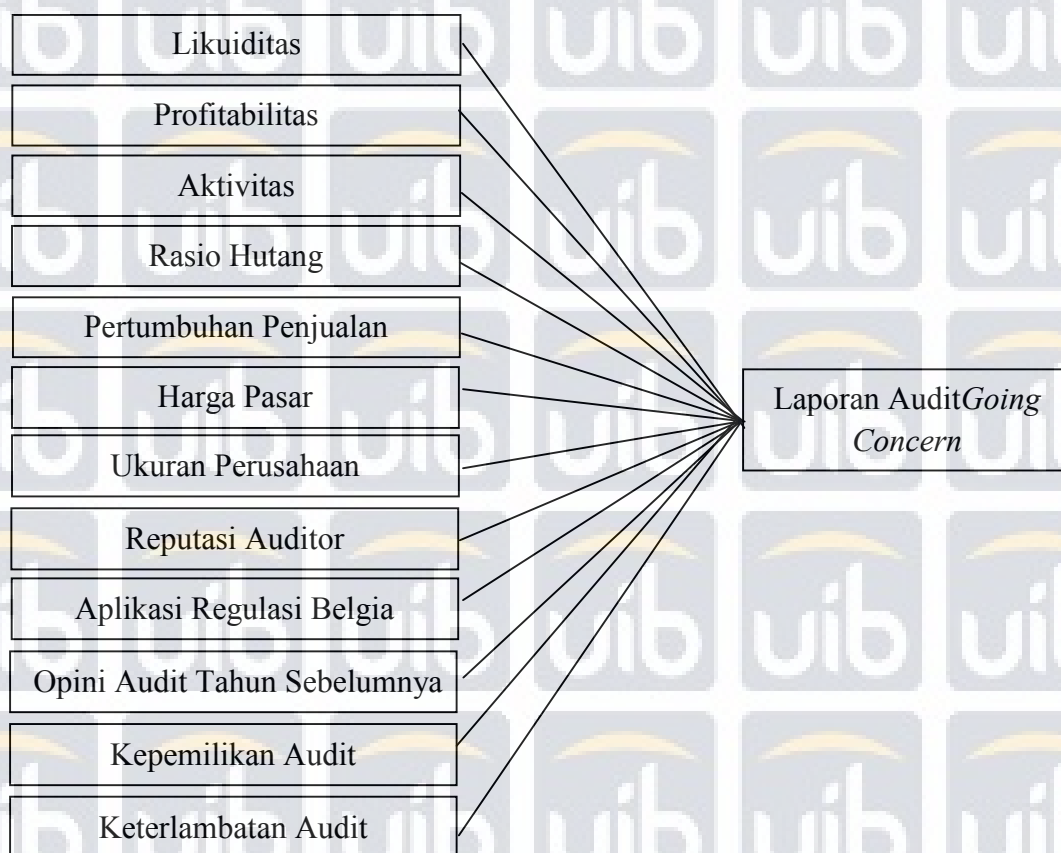 Likuiditas
Profitabilitas
Aktivitas
Rasio Hutang
Pertumbuhan Penjualan
Harga Pasar
Ukuran Perusahaan
Reputasi Auditor
Aplikasi Regulasi Belgia
Opini Audit Tahun Sebelumnya
Kepemilikan Audit
Keterlambatan Audit
Laporan AuditGoing
Concern